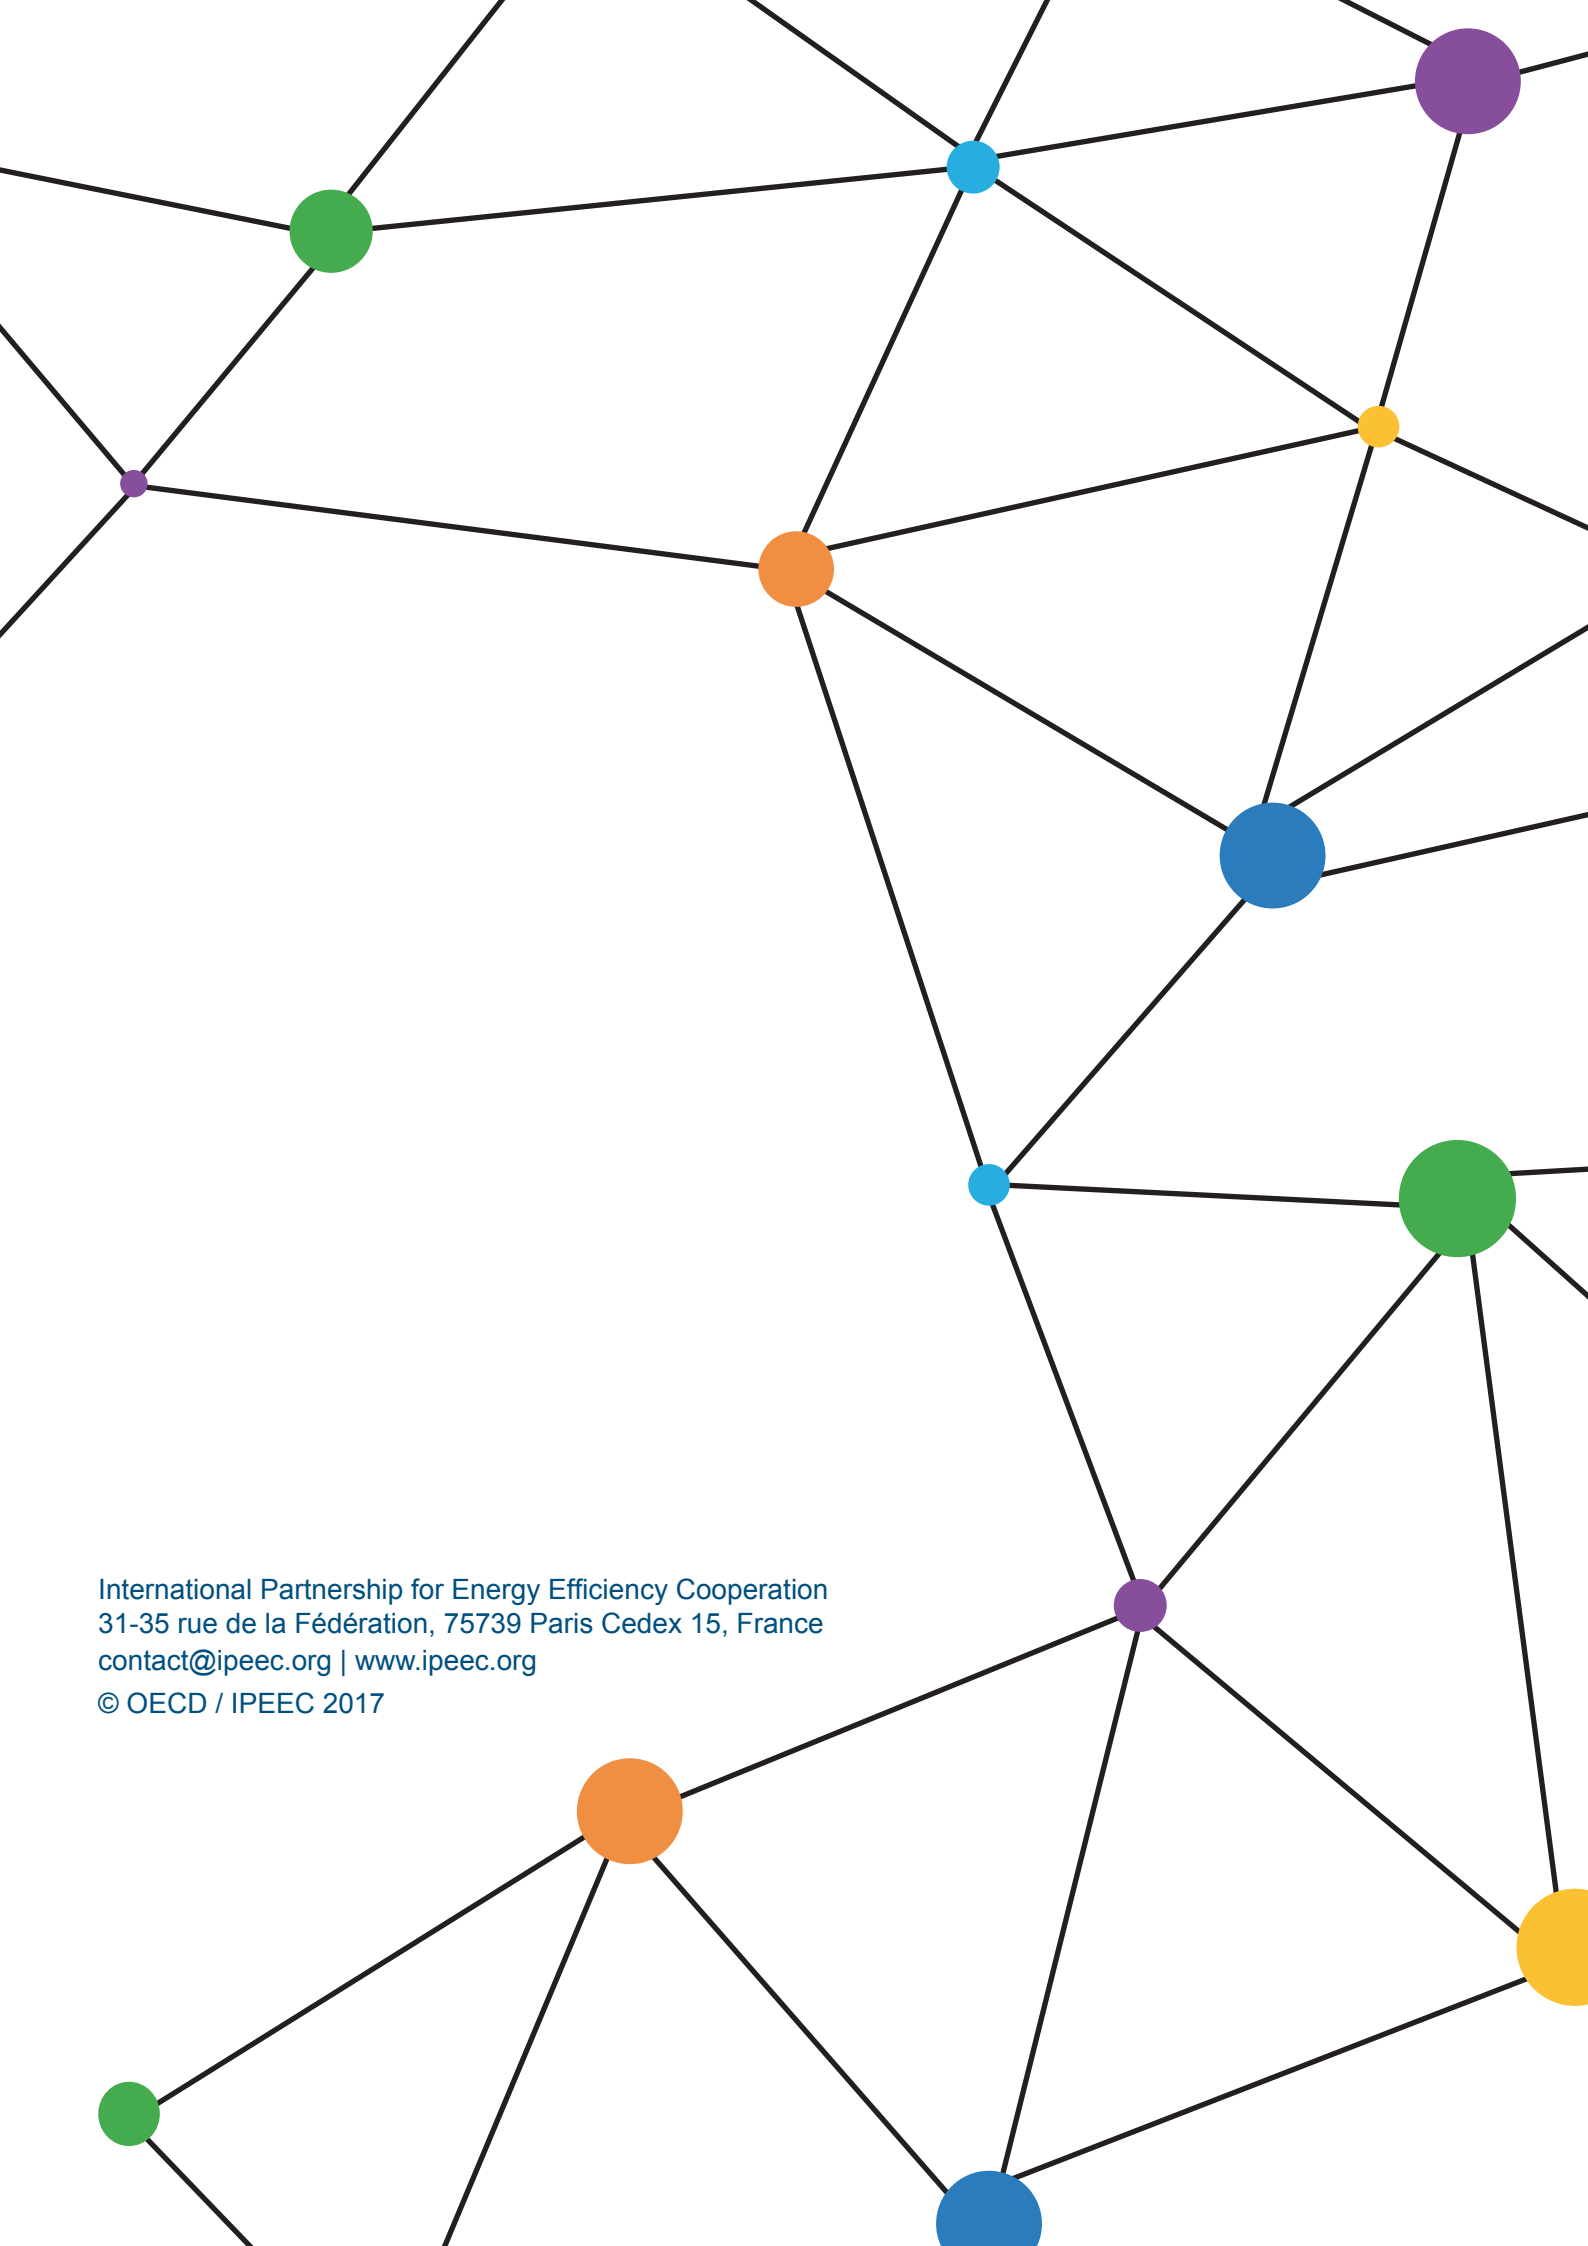 International Partnership for Energy Efficiency Cooperation
31-35 rue de la Fédération, 75739 Paris Cedex 15, France
contact@ipeec.org | www.ipeec.org
© OECD / IPEEC 2017